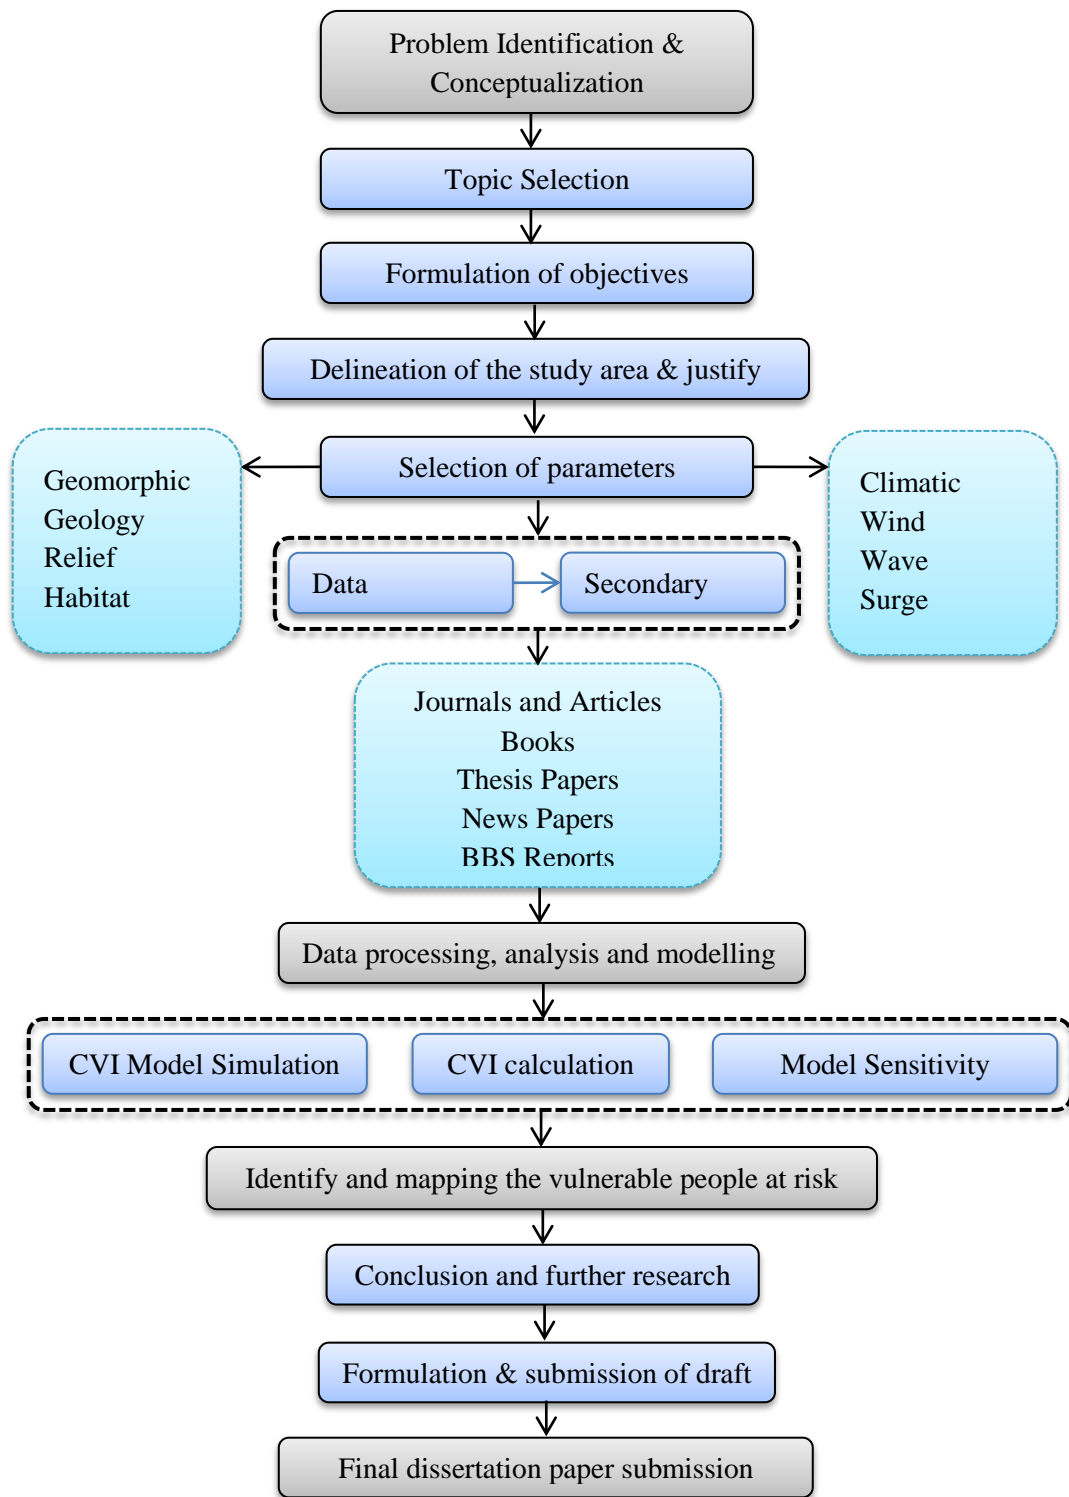 Problem Identification &
Conceptualization
Topic Selection
Formulation of objectives
Delineation of the study area & justify
Selection of parameters
Geomorphic
Geology
Relief
Habitat
Climatic
Wind
Wave
Surge
Data
Secondary
Journals and Articles
Books
Thesis Papers
News Papers
BBS Reports
Data processing, analysis and modelling
CVI Model Simulation
CVI calculation
Model Sensitivity
Identify and mapping the vulnerable people at risk
Conclusion and further research
Formulation & submission of draft
Final dissertation paper submission